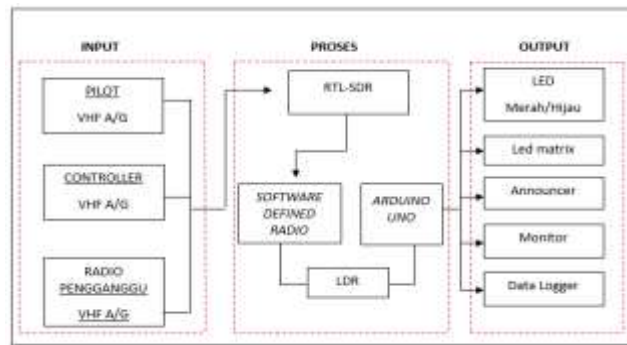 INPUT
PROSES
OUTPUT
PILOT
VHF A/G
CONTROLLER
VHF A/G
RADIO
PENGGANGGU
VHF A/G
RTL-SDR
SOFTWARE
DEFINED
RADIO
ARDUINO
UNO
LDR
LED
Merah/Hijau
Led matrix
Announcer
Monitor
Data Logger